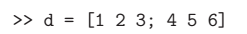 >> d = [1 2 3; 4 5 6]